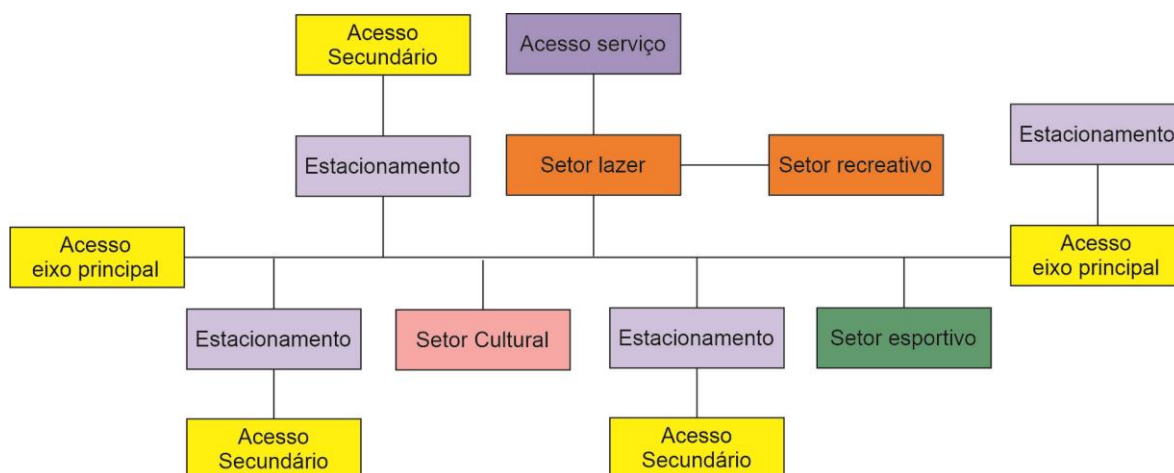 Acesso
Secundário
Acesso serviço
Estacionamento
Estacionamento
Setor lazer
Setor recreativo
Acesso
eixo principal
Acesso
eixo principal
Estacionamento
Setor Cultural
Estacionamento
Setor esportivo
Acesso
Secundário
Acesso
Secundário